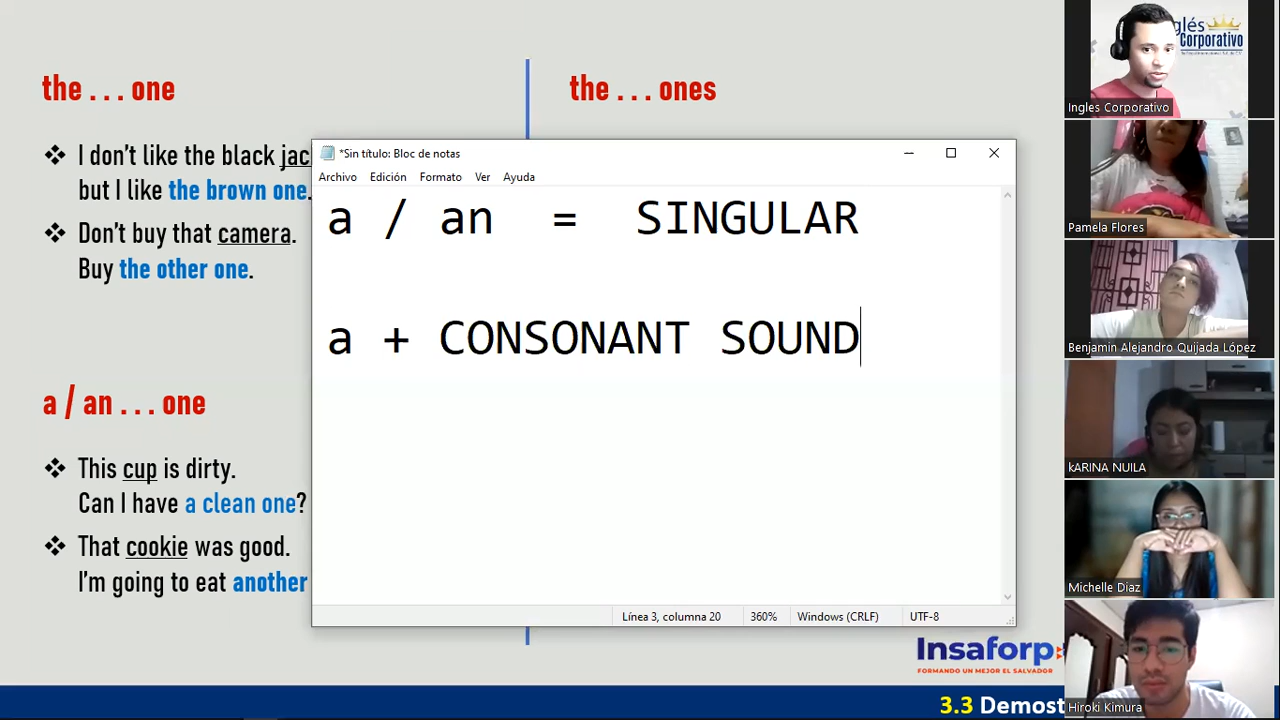 the . . . one
❖ I don't like the black jac
but I like the brown one.
❖ Don't buy that camera.
Buy the other one.
a / an . . . one
❖ This cup is dirty.
Can I have a clean one?
❖ That cookie was good.
I'm going to eat another
the . . . ones
*Sin título: Bloc de notas
Archivo Edición Formato Ver Ayuda
a / an = SINGULAR
a + CONSONANT SOUND
Línea 3, columna 20 360% Windows (CRLF) UTF-8
Insaforp
FORMANDO UN MEJOR EL SALVADOR
3.3 Demost
glés
Corporativo
Ingles Corporativo
Pamela Flores
Benjamin Alejandro Quijada López
kARINA NUILA
Michelle Diaz
Hiroki Kimura